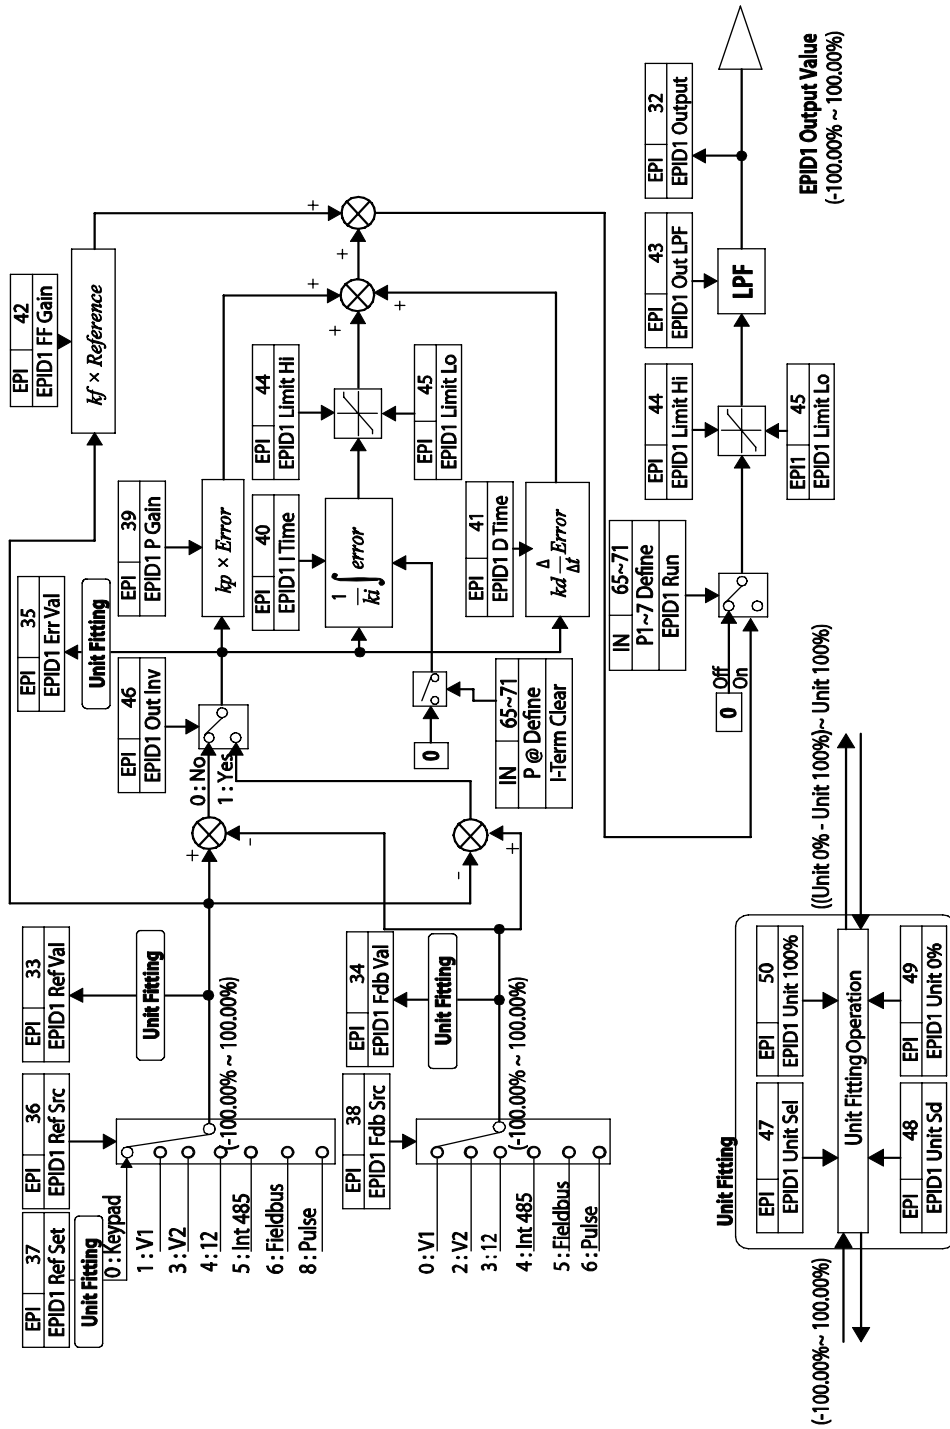 EPI 37
EPID1 Ref Set
Unit Fitting
EPI 36
EPID1 Ref Src
EPI 33
EPID1 Ref Val
Unit Fitting
0 : Keypad
1 : V1
3 : V2
4 : 12
5 : Int 485
6 : Fieldbus
8 : Pulse
(-100.00% ~ 100.00%)
EPI 38
EPID1 Fdb Src
EPI 34
EPID1 Fdb Val
Unit Fitting
0 : V1
2 : V2
3 : 12
4 : Int 485
5 : Fieldbus
6 : Pulse
(-100.00% ~ 100.00%)
+
-
-
+
EPI 35
EPID1 Err Val
Unit Fitting
EPI 46
EPID1 Out Inv
0 : No
1 : Yes
EPI 42
EPID1 FF Gain
kf × Reference
EPI 39
EPID1 P Gain
kp × Error
EPI 40
EPID1 I Time
1/ki ∫ error
EPI 44
EPID1 Limit Hi
EPI 45
EPID1 Limit Lo
0
IN 65~71
P @ Define
I-Term Clear
EPI 41
EPID1 D Time
kd Δ/Δt Error
+
+
+
+
+
IN 65~71
P1~7 Define
EPID1 Run
0
Off
On
EPI 44
EPID1 Limit Hi
EPI1 45
EPID1 Limit Lo
EPI 43
EPID1 Out LPF
LPF
EPI 32
EPID1 Output
EPID1 Output Value
(-100.00% ~ 100.00%)
Unit Fitting
EPI 47
EPID1 Unit Sel
EPI 50
EPID1 Unit 100%
Unit Fitting Operation
EPI 48
EPID1 Unit Sd
EPI 49
EPID1 Unit 0%
(-100.00%~ 100.00%)
((Unit 0% - Unit 100%)~ Unit 100%)